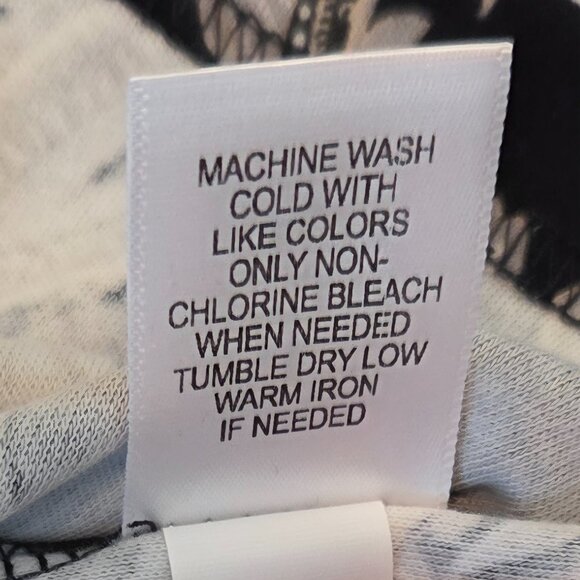 MACHINE WASH
COLD WITH
LIKE COLORS
ONLY NON-
CHLORINE BLEACH
WHEN NEEDED
TUMBLE DRY LOW
WARM IRON
IF NEEDED